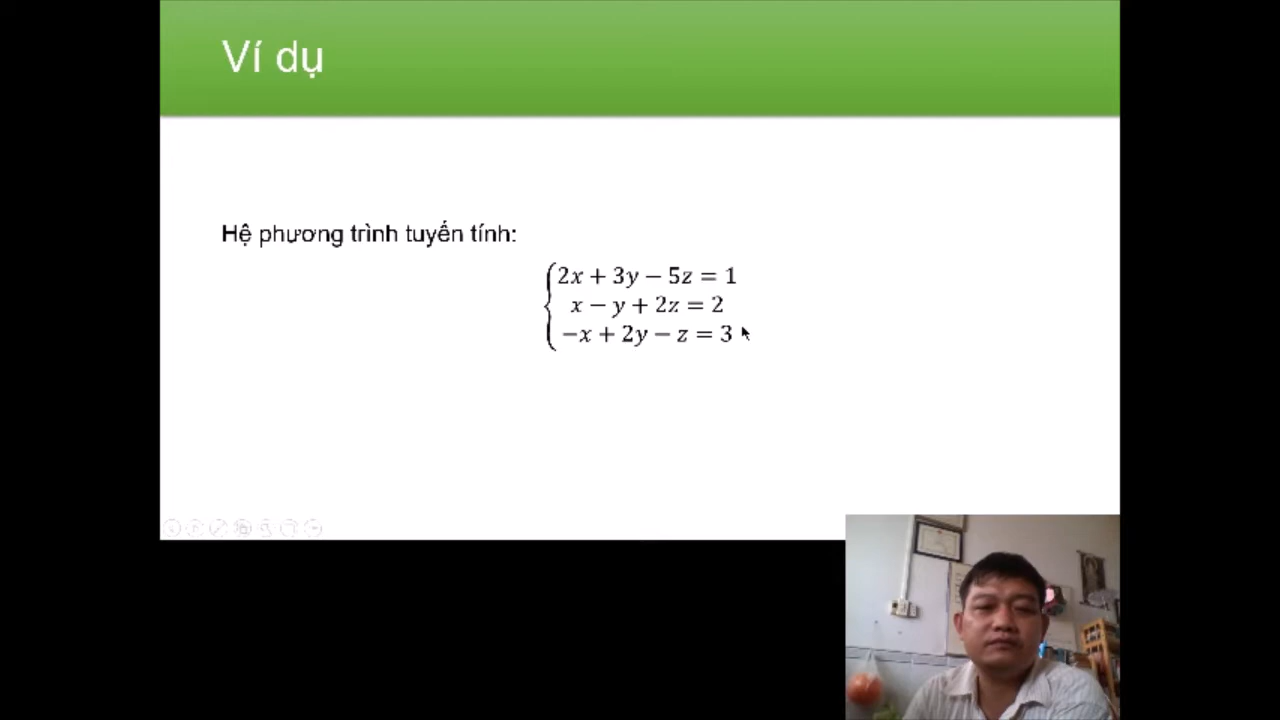 Ví dụ
Hệ phương trình tuyến tính:
2x + 3y − 5z = 1
x − y + 2z = 2
−x + 2y − z = 3